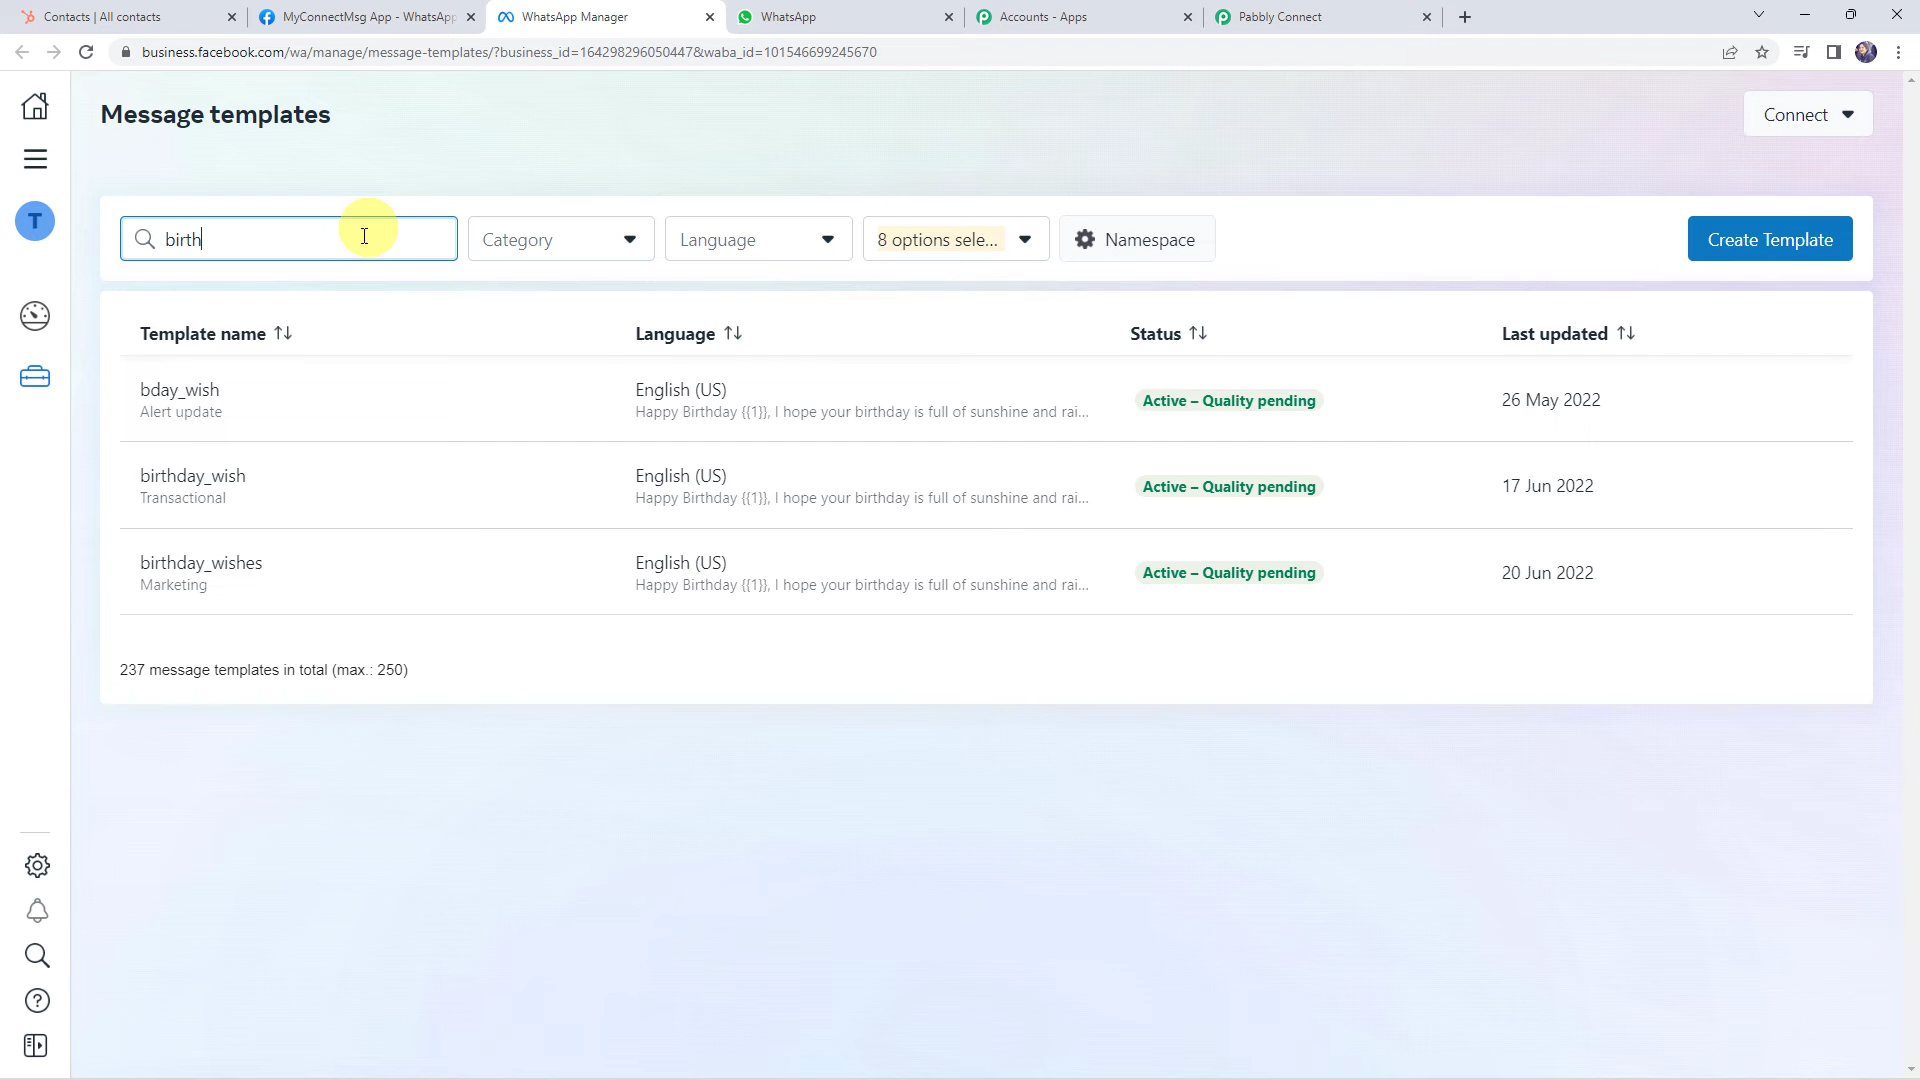 Contacts | All contacts
MyConnectMsg App - WhatsApp
WhatsApp Manager
WhatsApp
Accounts - Apps
Pabbly Connect
business.facebook.com/wa/manage/message-templates/?business_id=164298296050447&waba_id=101546699245670
Message templates
Connect
T
birth
Category
Language
8 options sele...
Namespace
Create Template
Template name
Language
Status
Last updated
bday_wish
English (US)
Active – Quality pending
26 May 2022
Alert update
Happy Birthday {{1}}, I hope your birthday is full of sunshine and rai...
birthday_wish
English (US)
Active – Quality pending
17 Jun 2022
Transactional
Happy Birthday {{1}}, I hope your birthday is full of sunshine and rai...
birthday_wishes
English (US)
Active – Quality pending
20 Jun 2022
Marketing
Happy Birthday {{1}}, I hope your birthday is full of sunshine and rai...
237 message templates in total (max.: 250)